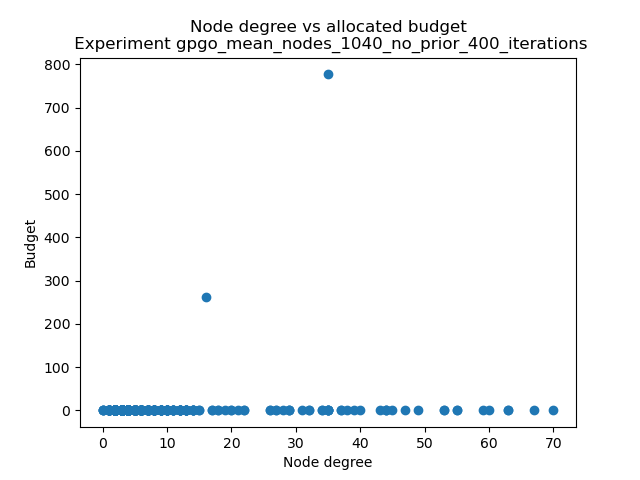 Node degree vs allocated budget
Experiment gpgo_mean_nodes_1040_no_prior_400_iterations
800
700
600
500
400
300
200
100
0
Budget
0 10 20 30 40 50 60 70
Node degree